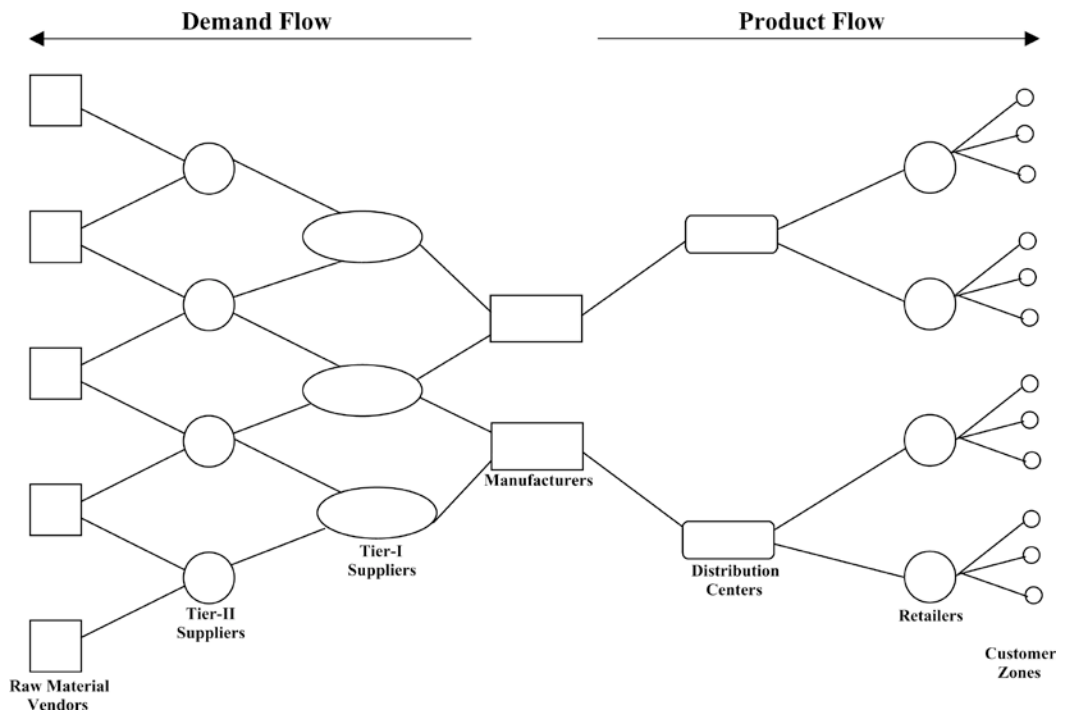 Demand Flow
Product Flow
Manufacturers
Tier-I
Suppliers
Distribution
Centers
Tier-II
Suppliers
Retailers
Customer
Zones
Raw Material
Vendors